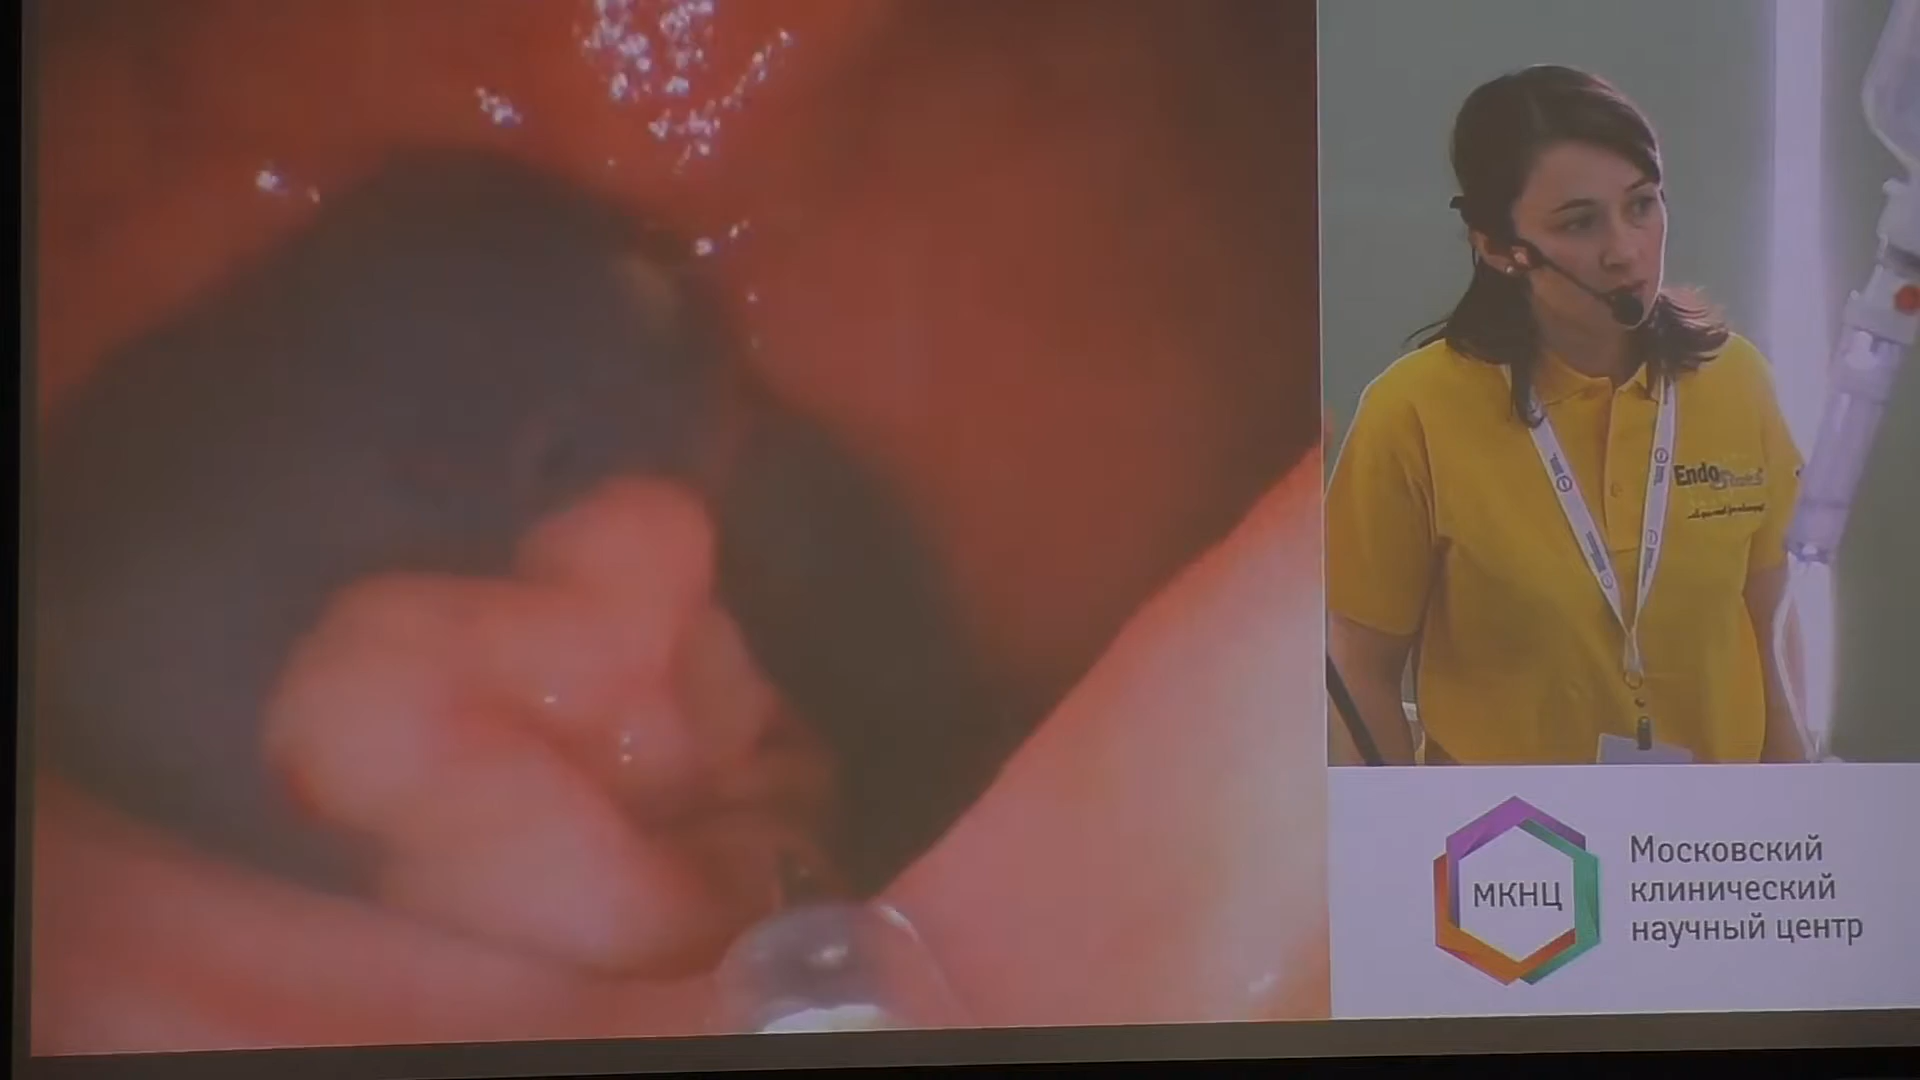 Endo
МКНЦ
Московский
клинический
научный центр